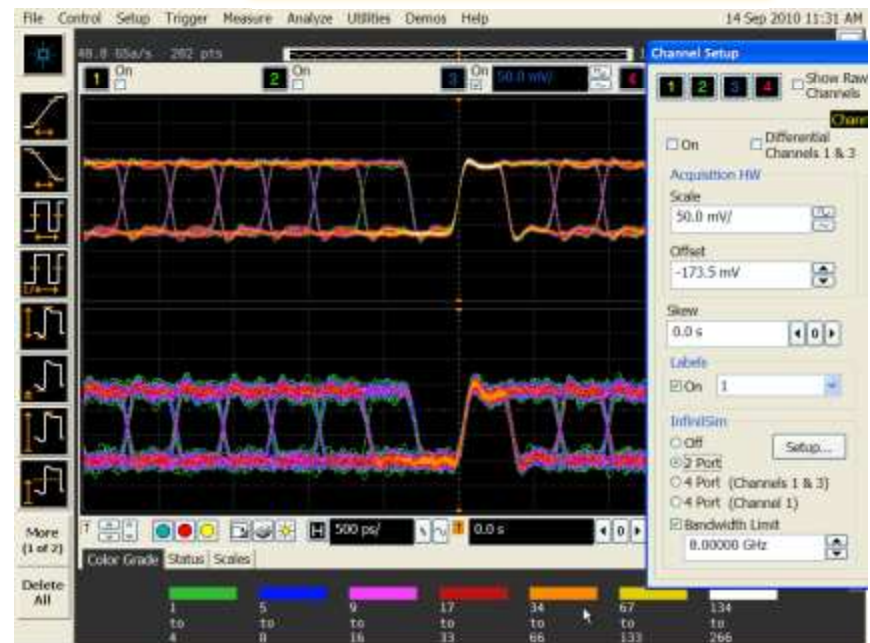 File Control Setup Trigger Measure Analyze Utilities Demos Help 14 Sep 2010 11:31 AM
pts
1 On 2 On 3 On 50.0 mV/
Channel Setup
1 2 3 4 Show Raw Channels
On Differential Channels 1 & 3
Acquisition HW
Scale
50.0 mV/
Offset
-173.5 mV
Skew
0.0 s 0
Labels
On 1
InfiniiSim
Off Setup...
2 Port
4 Port (Channels 1 & 3)
4 Port (Channel 1)
Bandwidth Limit
8.00000 GHz
More
(1 of 2)
Delete
All
H 500 ps/ T 0.0 s 0
Color Grade Status Scales
1 5 9 17 34 67 134
to to to to to to to
4 8 16 33 66 133 266